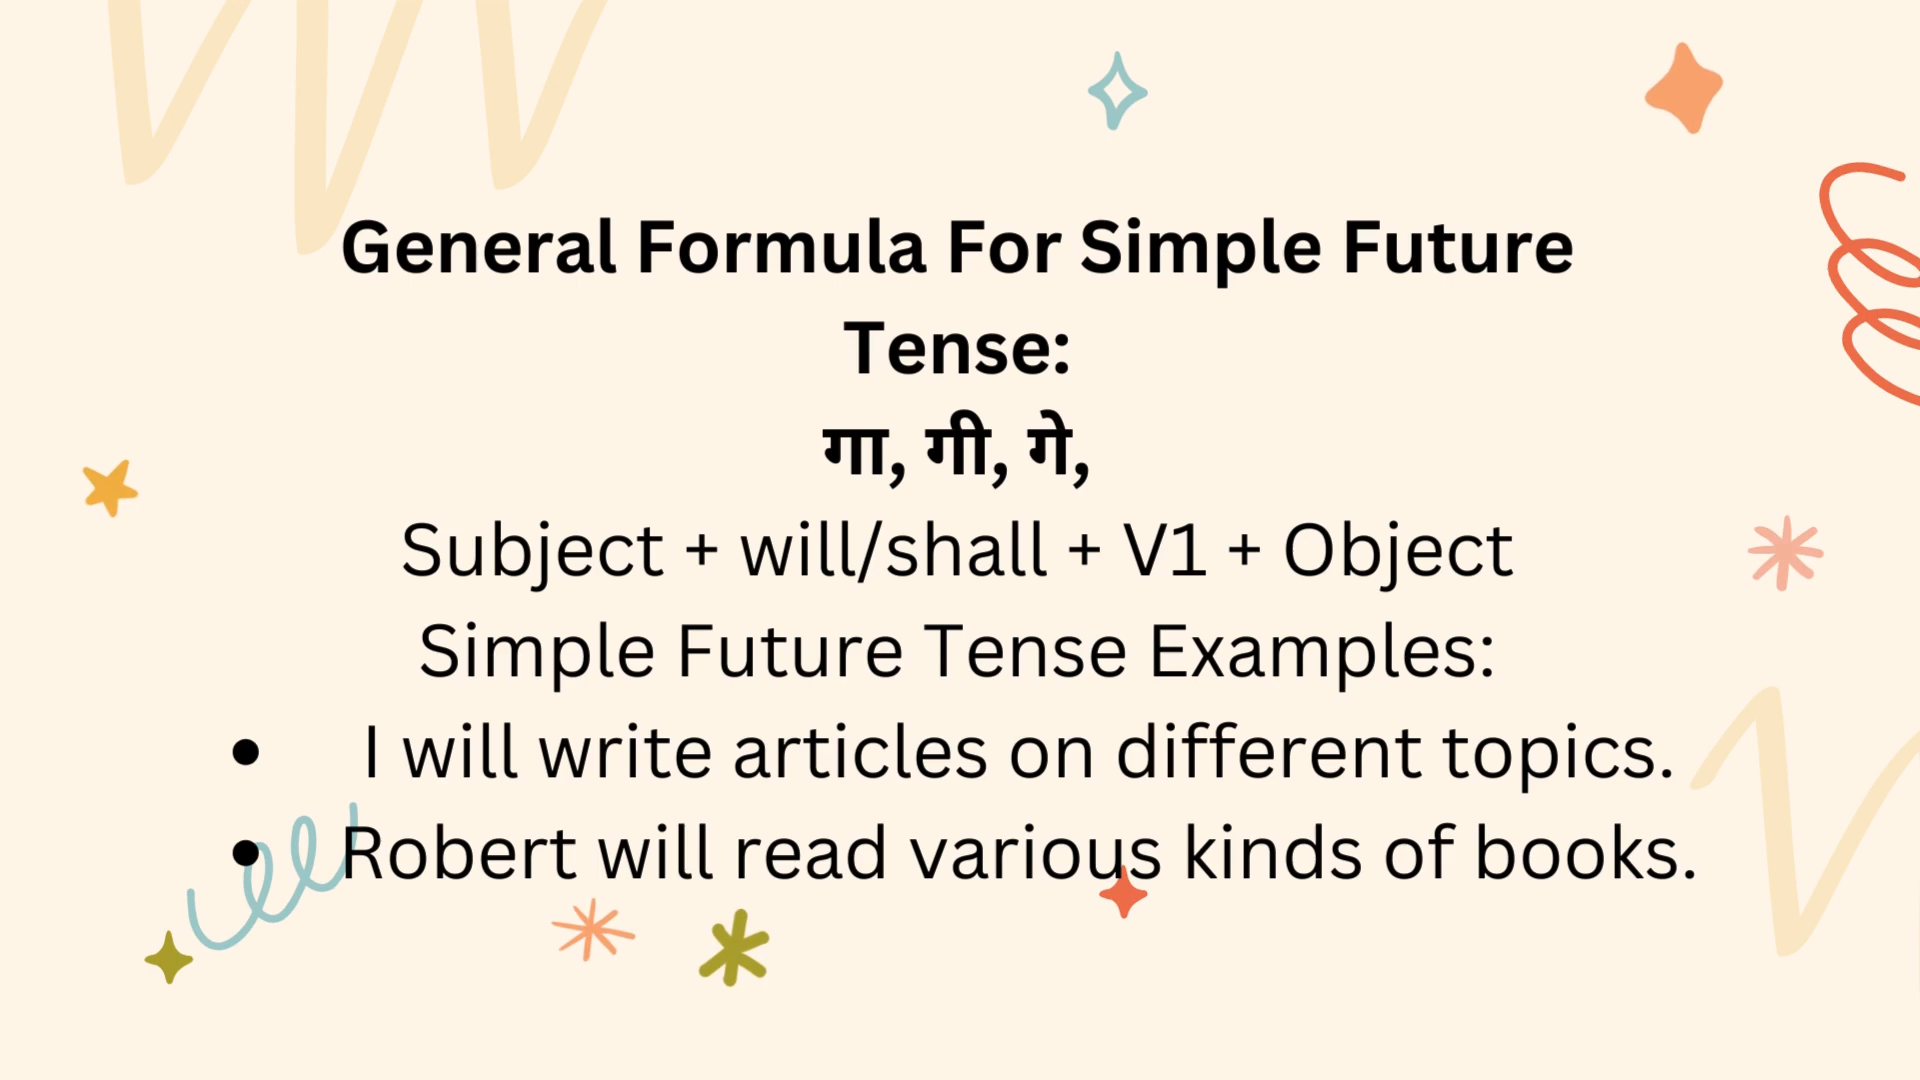 General Formula For Simple Future
Tense:
गा, गी, गे,
Subject + will/shall + V1 + Object
Simple Future Tense Examples:
• I will write articles on different topics.
• Robert will read various kinds of books.